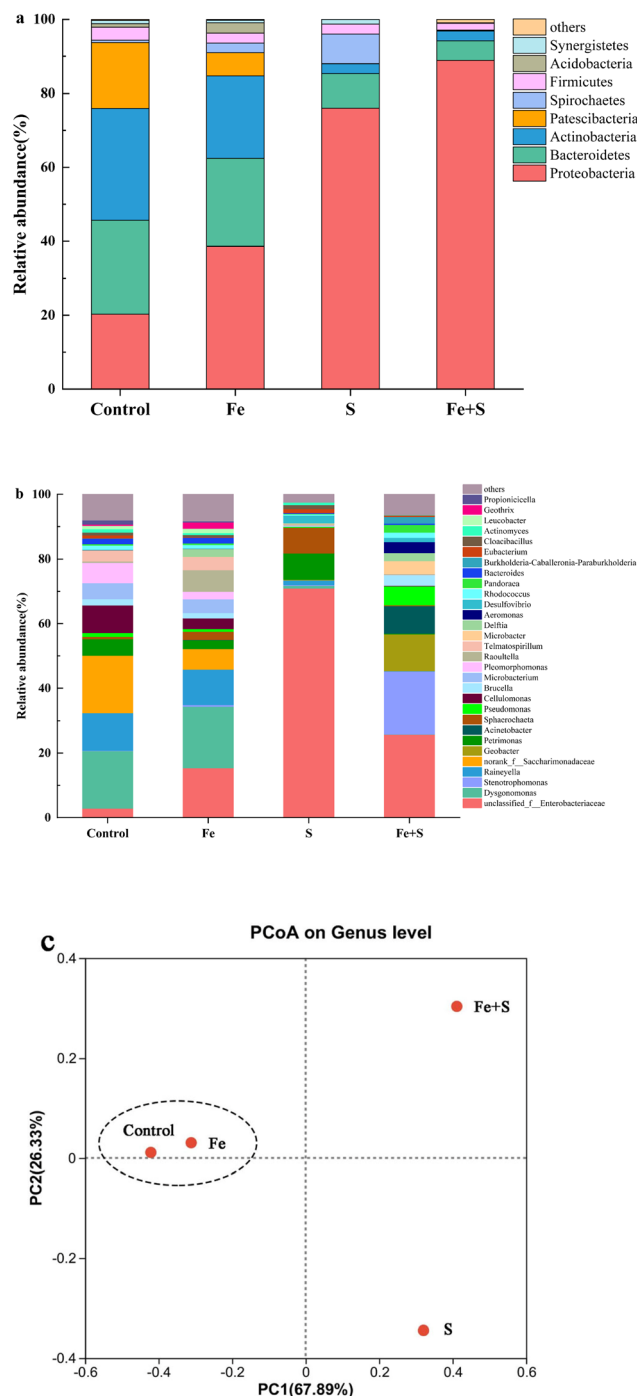 a
100
80
60
40
20
0
Relative abundance(%)
Control
Fe
S
Fe+S
others
Synergistetes
Acidobacteria
Firmicutes
Spirochaetes
Patescibacteria
Actinobacteria
Bacteroidetes
Proteobacteria
b
100
80
60
40
20
0
Relative abundance(%)
Control
Fe
S
Fe+S
others
Propionicicella
Geothrix
Leucobacter
Actinomyces
Cloacibacillus
Eubacterium
Burkholderia-Caballeronia-Paraburkholderia
Bacteroides
Pandoraea
Rhodococcus
Desulfovibrio
Aeromonas
Delftia
Microbacter
Telmatospirillum
Raoultella
Pleomorphomonas
Microbacterium
Brucella
Cellulomonas
Pseudomonas
Sphaerochaeta
Acinetobacter
Petrimonas
Geobacter
norank_f__Saccharimonadaceae
Raineyella
Stenotrophomonas
Dysgonomonas
unclassified_f__Enterobacteriaceae
c
PCoA on Genus level
0.4
0.2
0
-0.2
-0.4
PC2(26.33%)
Fe+S
Control
Fe
S
-0.6
-0.4
-0.2
0
0.2
0.4
0.6
PC1(67.89%)